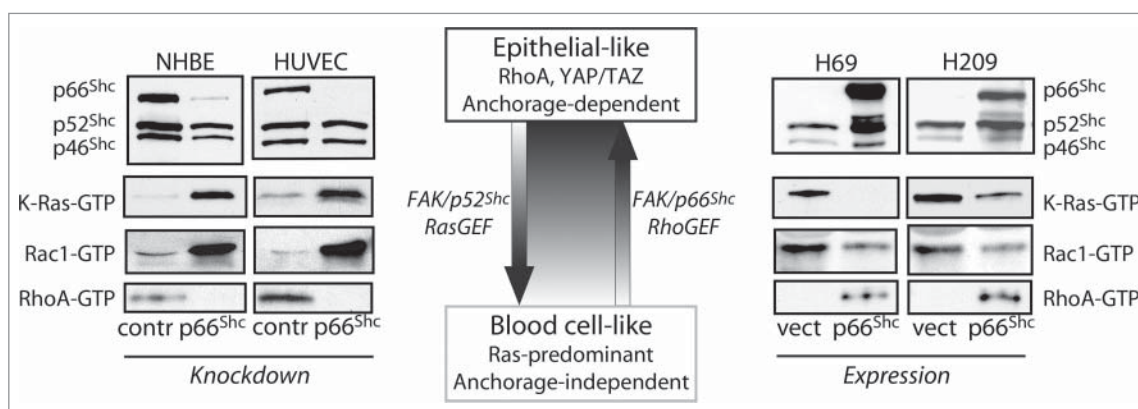 NHBE HUVEC
p66Shc
p52Shc
p46Shc
K-Ras-GTP
Rac1-GTP
RhoA-GTP
contr p66Shc contr p66Shc
Knockdown
Epithelial-like
RhoA, YAP/TAZ
Anchorage-dependent
FAK/p52Shc
RasGEF
FAK/p66Shc
RhoGEF
Blood cell-like
Ras-predominant
Anchorage-independent
H69 H209
p66Shc
p52Shc
p46Shc
K-Ras-GTP
Rac1-GTP
RhoA-GTP
vect p66Shc vect p66Shc
Expression